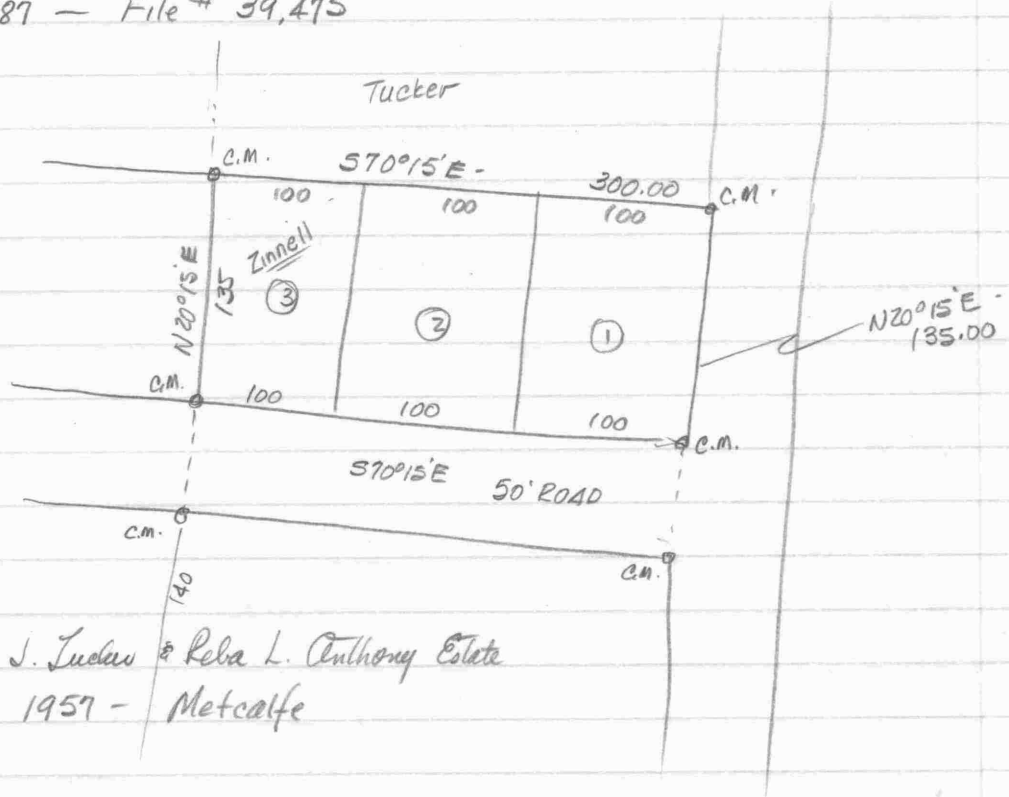 87 — File # 39,475
Tucker
C.M.
S70°15'E -
300.00
C.M.
100
100
100
N20°15'E
135
Zinnell
3
2
1
N20°15'E -
135.00
C.M.
100
100
100
C.M.
S70°15'E
50' ROAD
C.M.
C.M.
140
J. Tucker & Reba L. Anthony Estate
1957 - Metcalfe